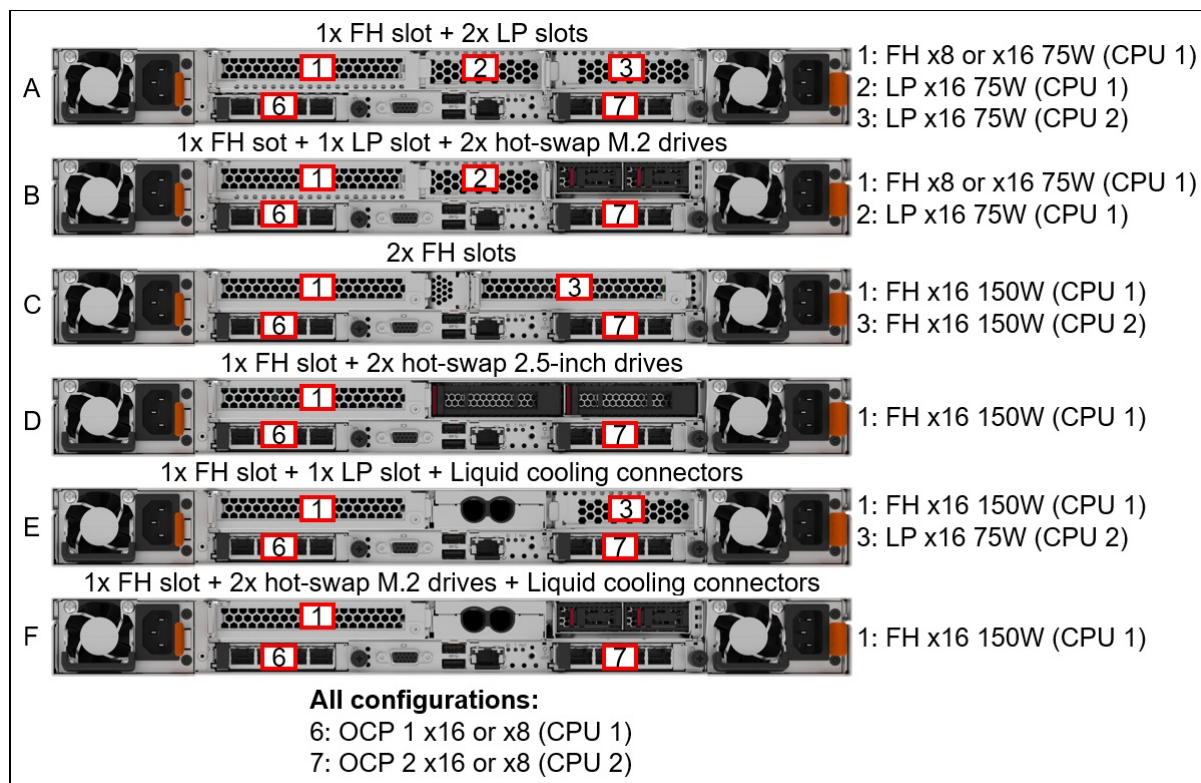 1x FH slot + 2x LP slots
A
1
2
3
6
7
1: FH x8 or x16 75W (CPU 1)
2: LP x16 75W (CPU 1)
3: LP x16 75W (CPU 2)
1x FH sot + 1x LP slot + 2x hot-swap M.2 drives
B
1
2
6
7
1: FH x8 or x16 75W (CPU 1)
2: LP x16 75W (CPU 1)
2x FH slots
C
1
3
6
7
1: FH x16 150W (CPU 1)
3: FH x16 150W (CPU 2)
1x FH slot + 2x hot-swap 2.5-inch drives
D
1
6
7
1: FH x16 150W (CPU 1)
1x FH slot + 1x LP slot + Liquid cooling connectors
E
1
3
6
7
1: FH x16 150W (CPU 1)
3: LP x16 75W (CPU 2)
1x FH slot + 2x hot-swap M.2 drives + Liquid cooling connectors
F
1
6
7
1: FH x16 150W (CPU 1)
All configurations:
6: OCP 1 x16 or x8 (CPU 1)
7: OCP 2 x16 or x8 (CPU 2)